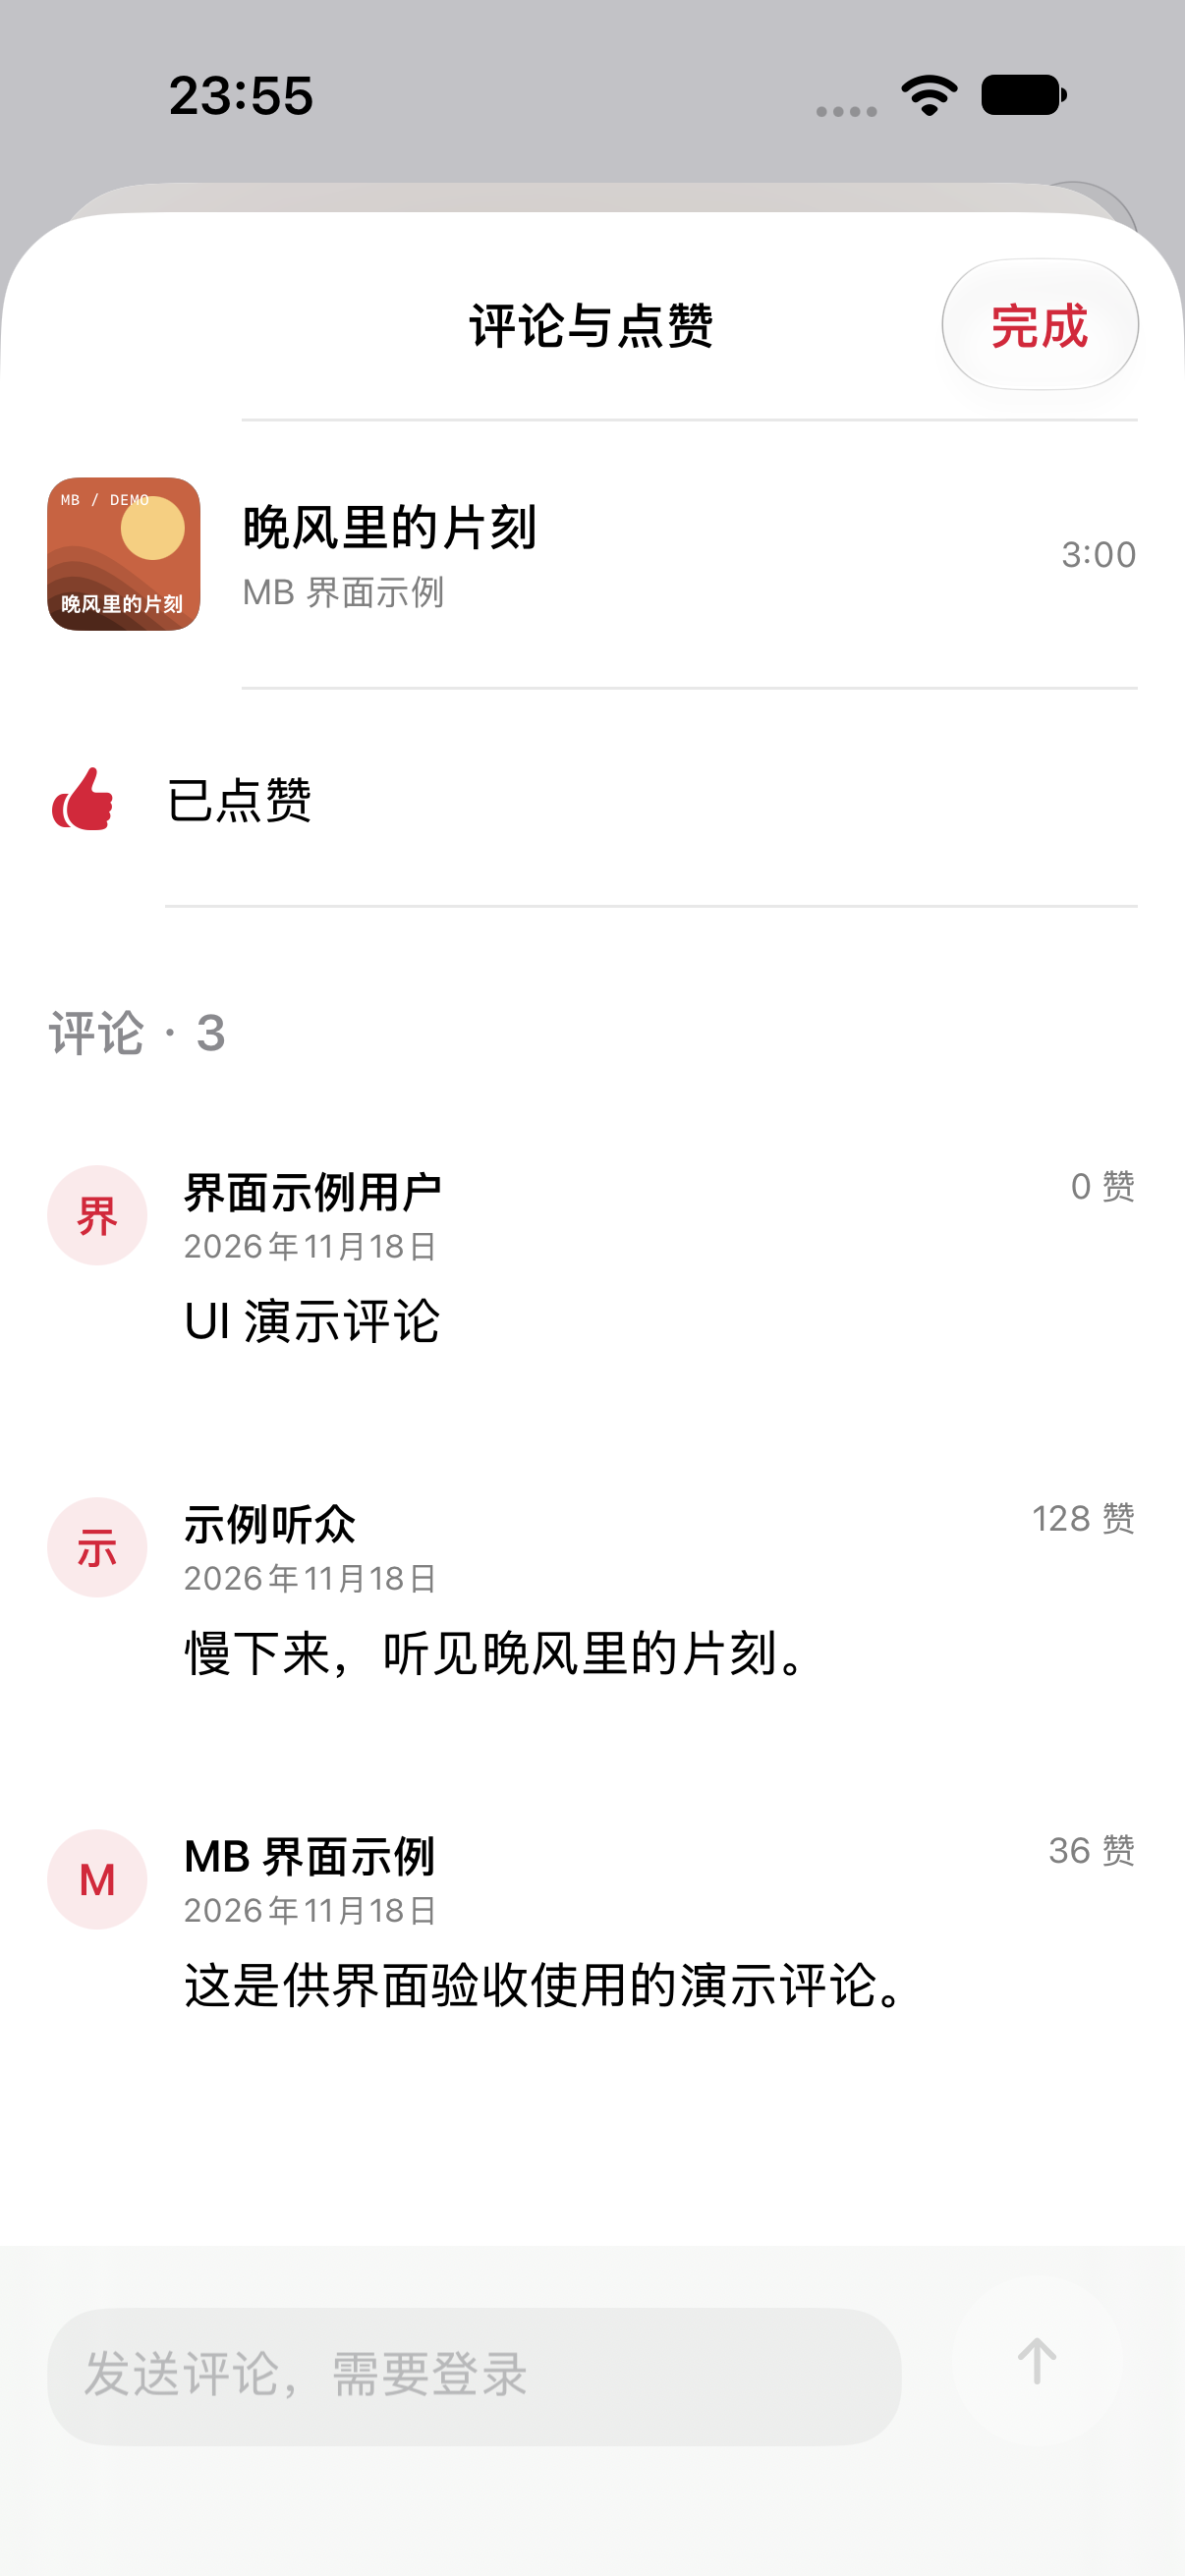 23:55
评论与点赞
完成
MB / DEMO
晚风里的片刻
晚风里的片刻
MB 界面示例
3:00
已点赞
评论 · 3
界
界面示例用户
0 赞
2026年11月18日
UI 演示评论
示
示例听众
128 赞
2026年11月18日
慢下来，听见晚风里的片刻。
M
MB 界面示例
36 赞
2026年11月18日
这是供界面验收使用的演示评论。
发送评论，需要登录